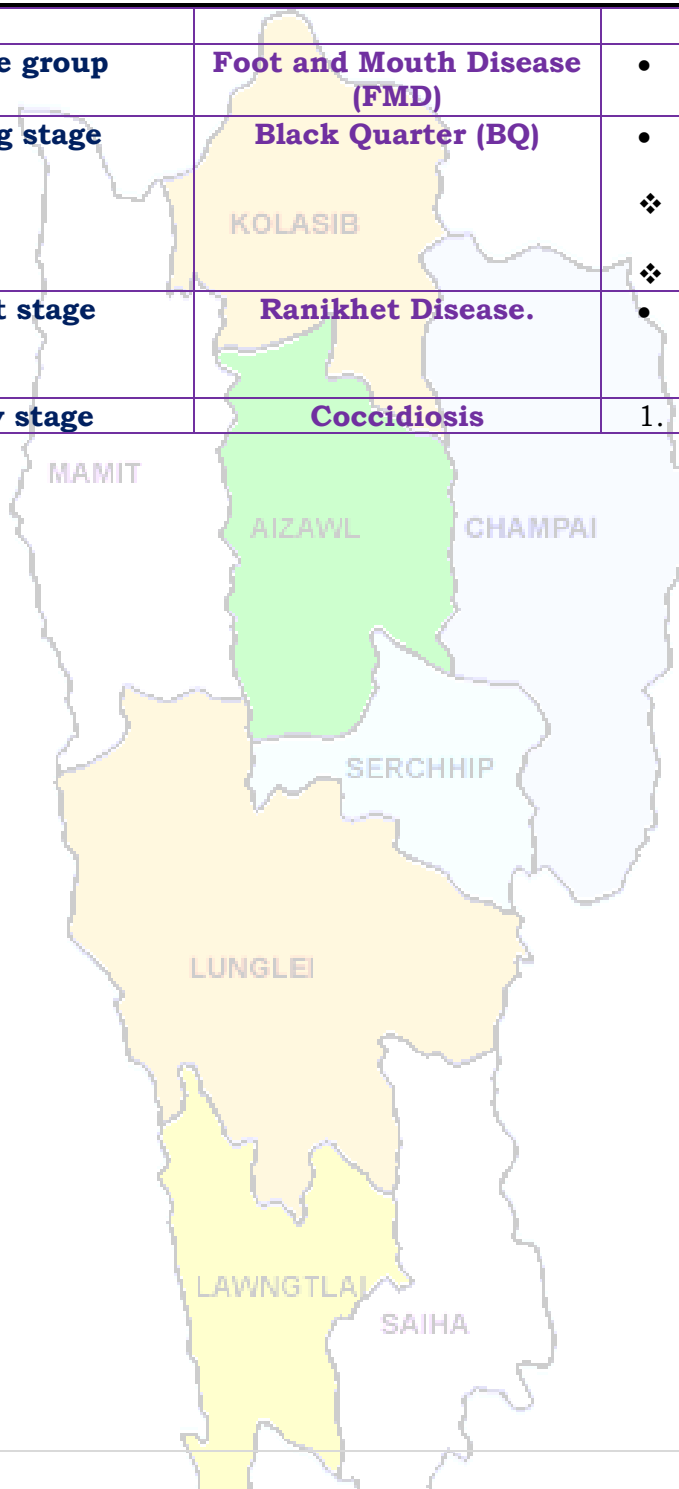 e group Foot and Mouth Disease •
(FMD)
g stage Black Quarter (BQ) •
❖
KOLASIB
❖
t stage Ranikhet Disease. •
y stage Coccidiosis 1.
MAMIT
AIZAWL CHAMPAI
SERCHHIP
LUNGLEI
LAWNGTLAI
SAIHA